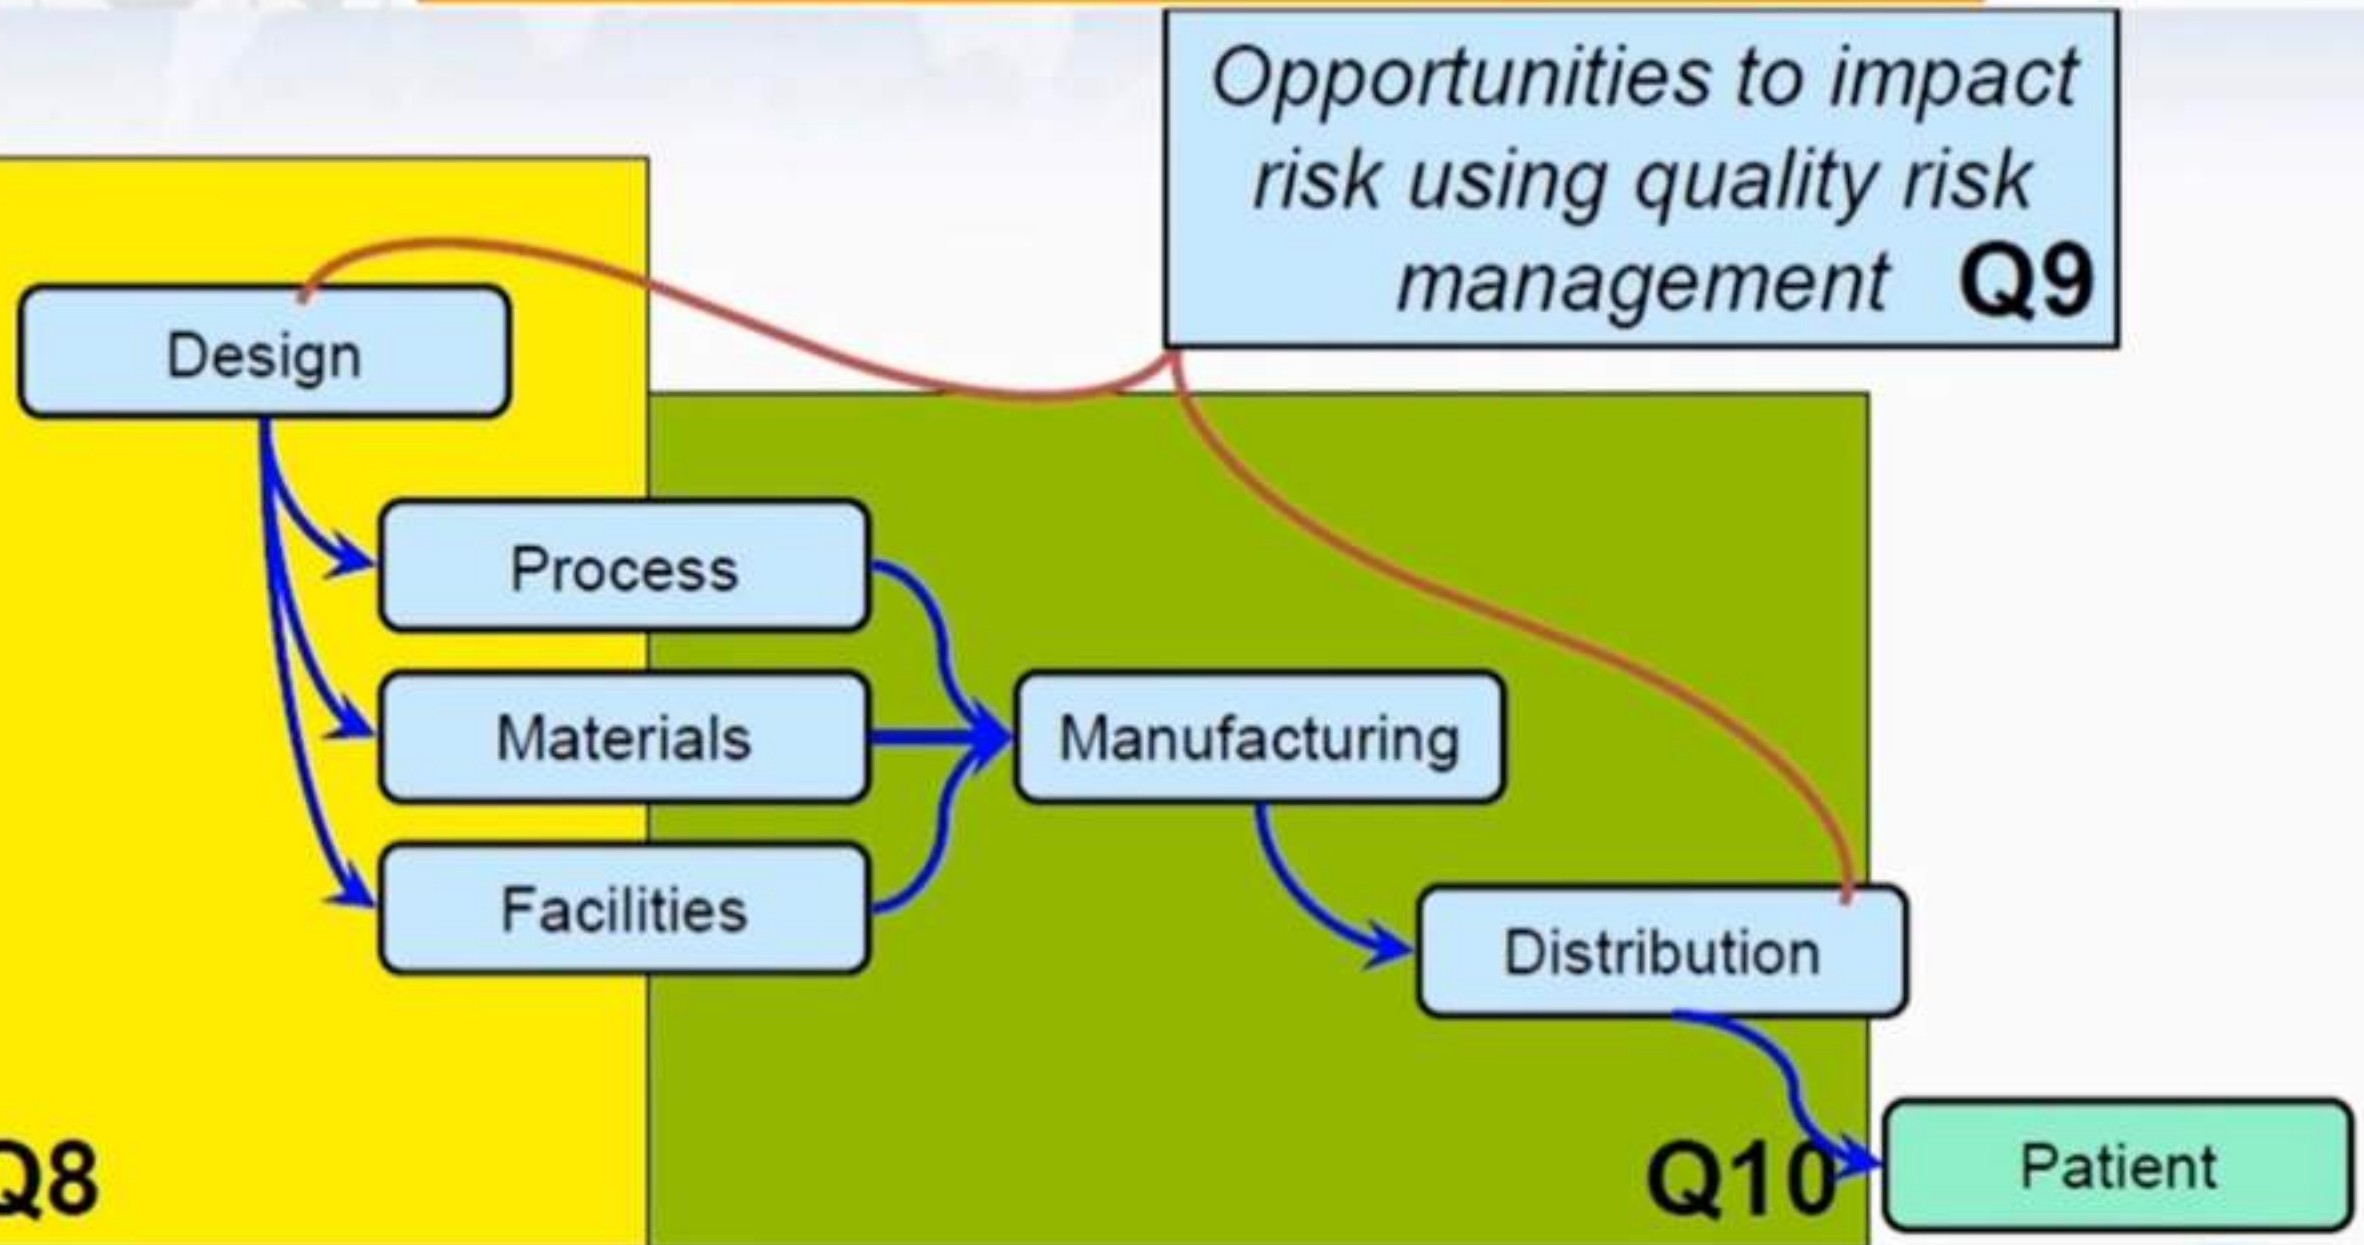 Opportunities to impact
risk using quality risk
management Q9
Design
Process
Materials
Manufacturing
Facilities
Distribution
Q8
Q10
Patient